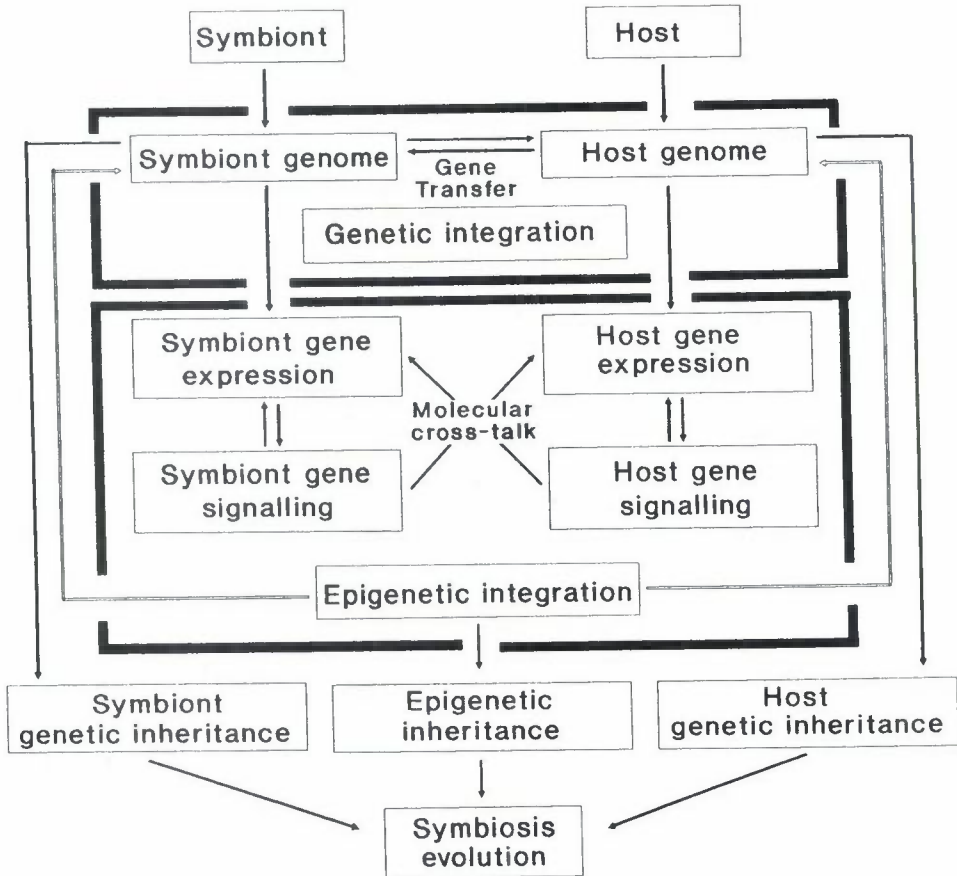 Symbiont
Host
Symbiont genome
Host genome
Gene
Transfer
Genetic integration
Symbiont gene
expression
Host gene
expression
Molecular
cross-talk
Symbiont gene
signalling
Host gene
signalling
Epigenetic integration
Symbiont
genetic inheritance
Epigenetic
inheritance
Host
genetic inheritance
Symbiosis
evolution